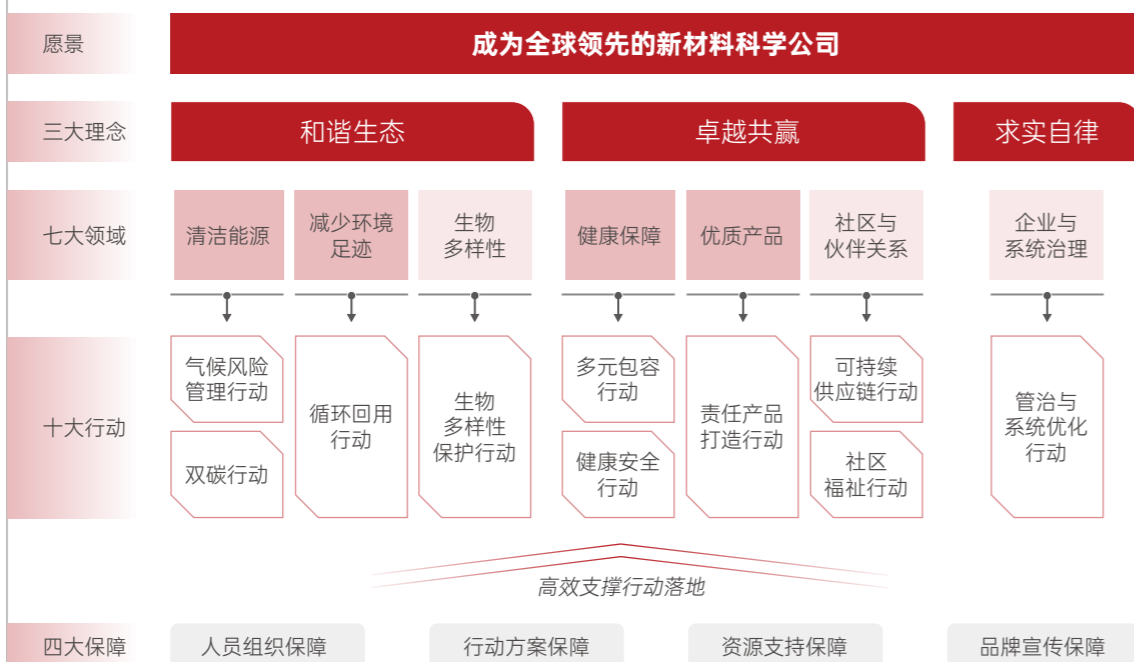 愿景
成为全球领先的新材料科学公司
三大理念
和谐生态
卓越共赢
求实自律
七大领域
清洁能源
减少环境
足迹
生物
多样性
健康保障
优质产品
社区与
伙伴关系
企业与
系统治理
十大行动
气候风险
管理行动
双碳行动
循环回用
行动
生物
多样性
保护行动
多元包容
行动
健康安全
行动
责任产品
打造行动
可持续
供应链行动
社区
福祉行动
管治与
系统优化
行动
高效支撑行动落地
四大保障
人员组织保障
行动方案保障
资源支持保障
品牌宣传保障